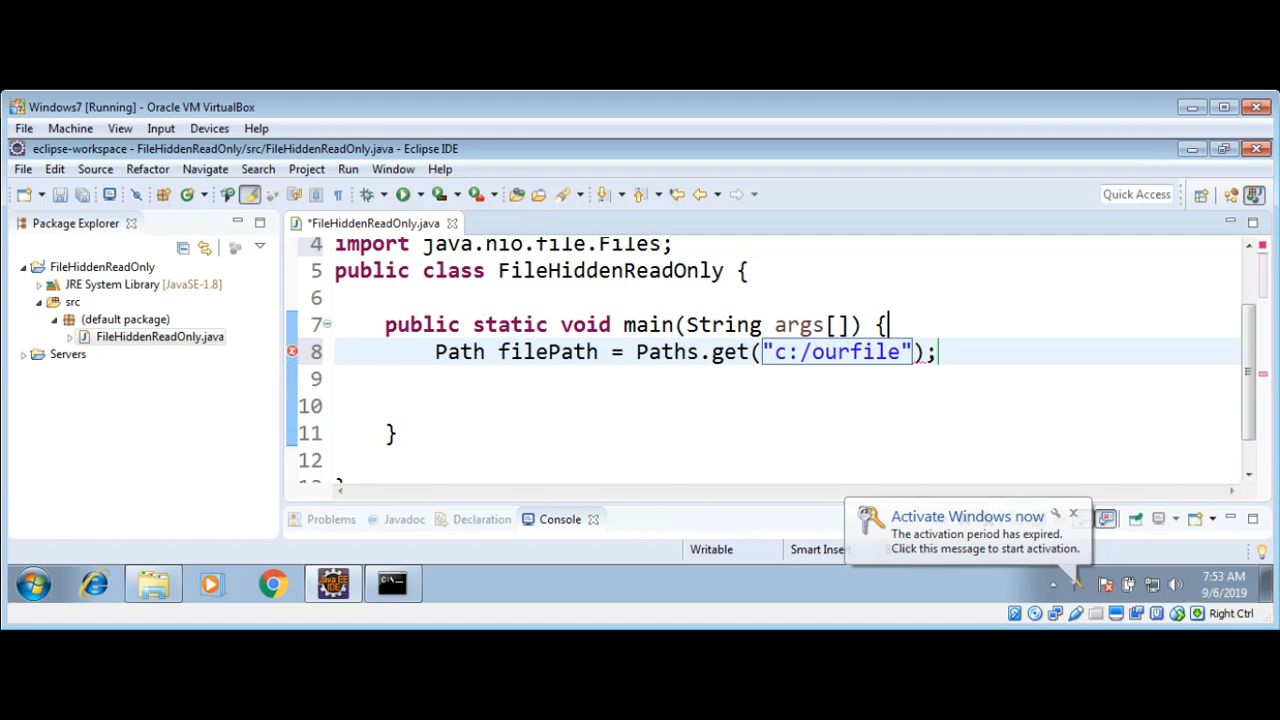 Windows7 [Running] - Oracle VM VirtualBox
File Machine View Input Devices Help
eclipse-workspace - FileHiddenReadOnly/src/FileHiddenReadOnly.java - Eclipse IDE
File Edit Source Refactor Navigate Search Project Run Window Help
Quick Access
Package Explorer
*FileHiddenReadOnly.java
FileHiddenReadOnly
JRE System Library [JavaSE-1.8]
src
(default package)
FileHiddenReadOnly.java
Servers
4 import java.nio.file.Files;
5 public class FileHiddenReadOnly {
6
7 public static void main(String args[]) {
8 Path filePath = Paths.get("c:/ourfile");
9
10
11 }
12
Problems Javadoc Declaration Console
Writable Smart Insert
Activate Windows now
The activation period has expired.
Click this message to start activation.
7:53 AM
9/6/2019
Right Ctrl